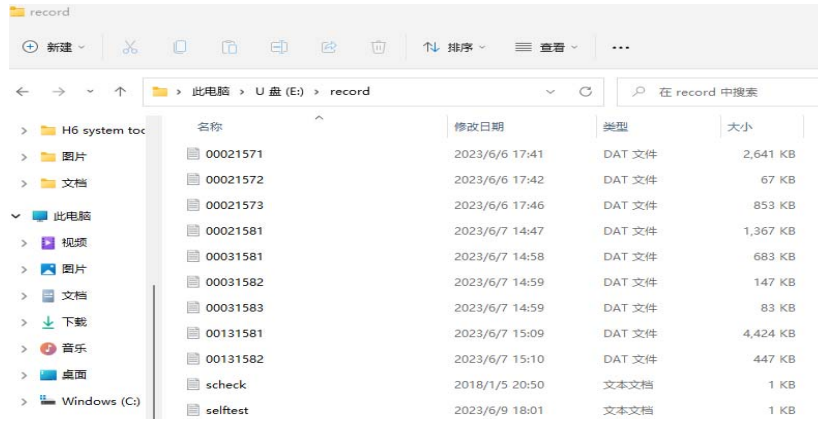 record
新建 排序 查看 ...
此电脑 > U 盘 (E:) > record 在 record 中搜索
H6 system too
图片
文档
此电脑
视频
图片
文档
下载
音乐
桌面
Windows (C:)
名称 修改日期 类型 大小
00021571 2023/6/6 17:41 DAT 文件 2,641 KB
00021572 2023/6/6 17:42 DAT 文件 67 KB
00021573 2023/6/6 17:46 DAT 文件 853 KB
00021581 2023/6/7 14:47 DAT 文件 1,367 KB
00031581 2023/6/7 14:58 DAT 文件 683 KB
00031582 2023/6/7 14:59 DAT 文件 147 KB
00031583 2023/6/7 14:59 DAT 文件 83 KB
00131581 2023/6/7 15:09 DAT 文件 4,424 KB
00131582 2023/6/7 15:10 DAT 文件 447 KB
scheck 2018/1/5 20:50 文本文档 1 KB
selftest 2023/6/9 18:01 文本文档 1 KB